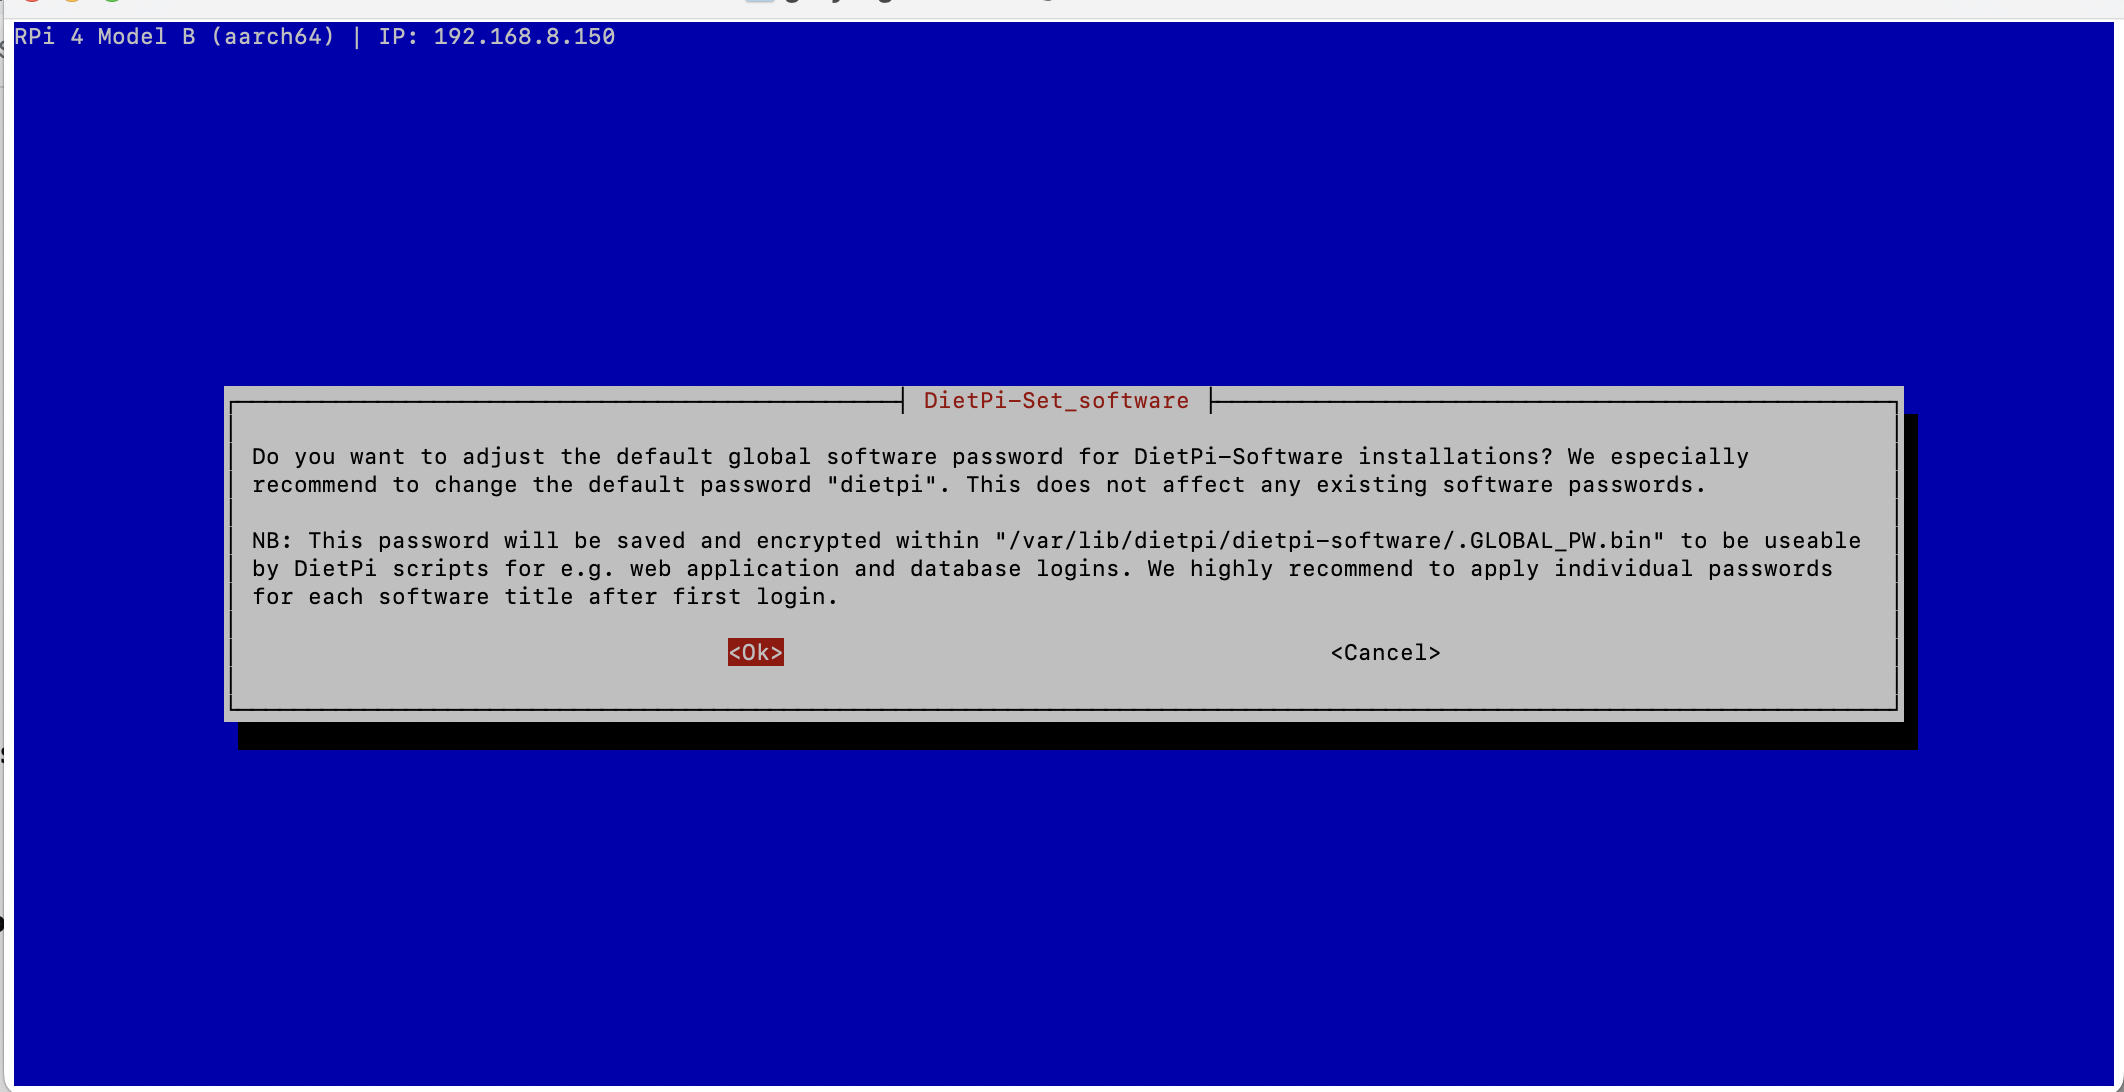 RPi 4 Model B (aarch64) | IP: 192.168.8.150
DietPi-Set_software
Do you want to adjust the default global software password for DietPi-Software installations? We especially
recommend to change the default password "dietpi". This does not affect any existing software passwords.
NB: This password will be saved and encrypted within "/var/lib/dietpi/dietpi-software/.GLOBAL_PW.bin" to be useable
by DietPi scripts for e.g. web application and database logins. We highly recommend to apply individual passwords
for each software title after first login.
<Ok> <Cancel>